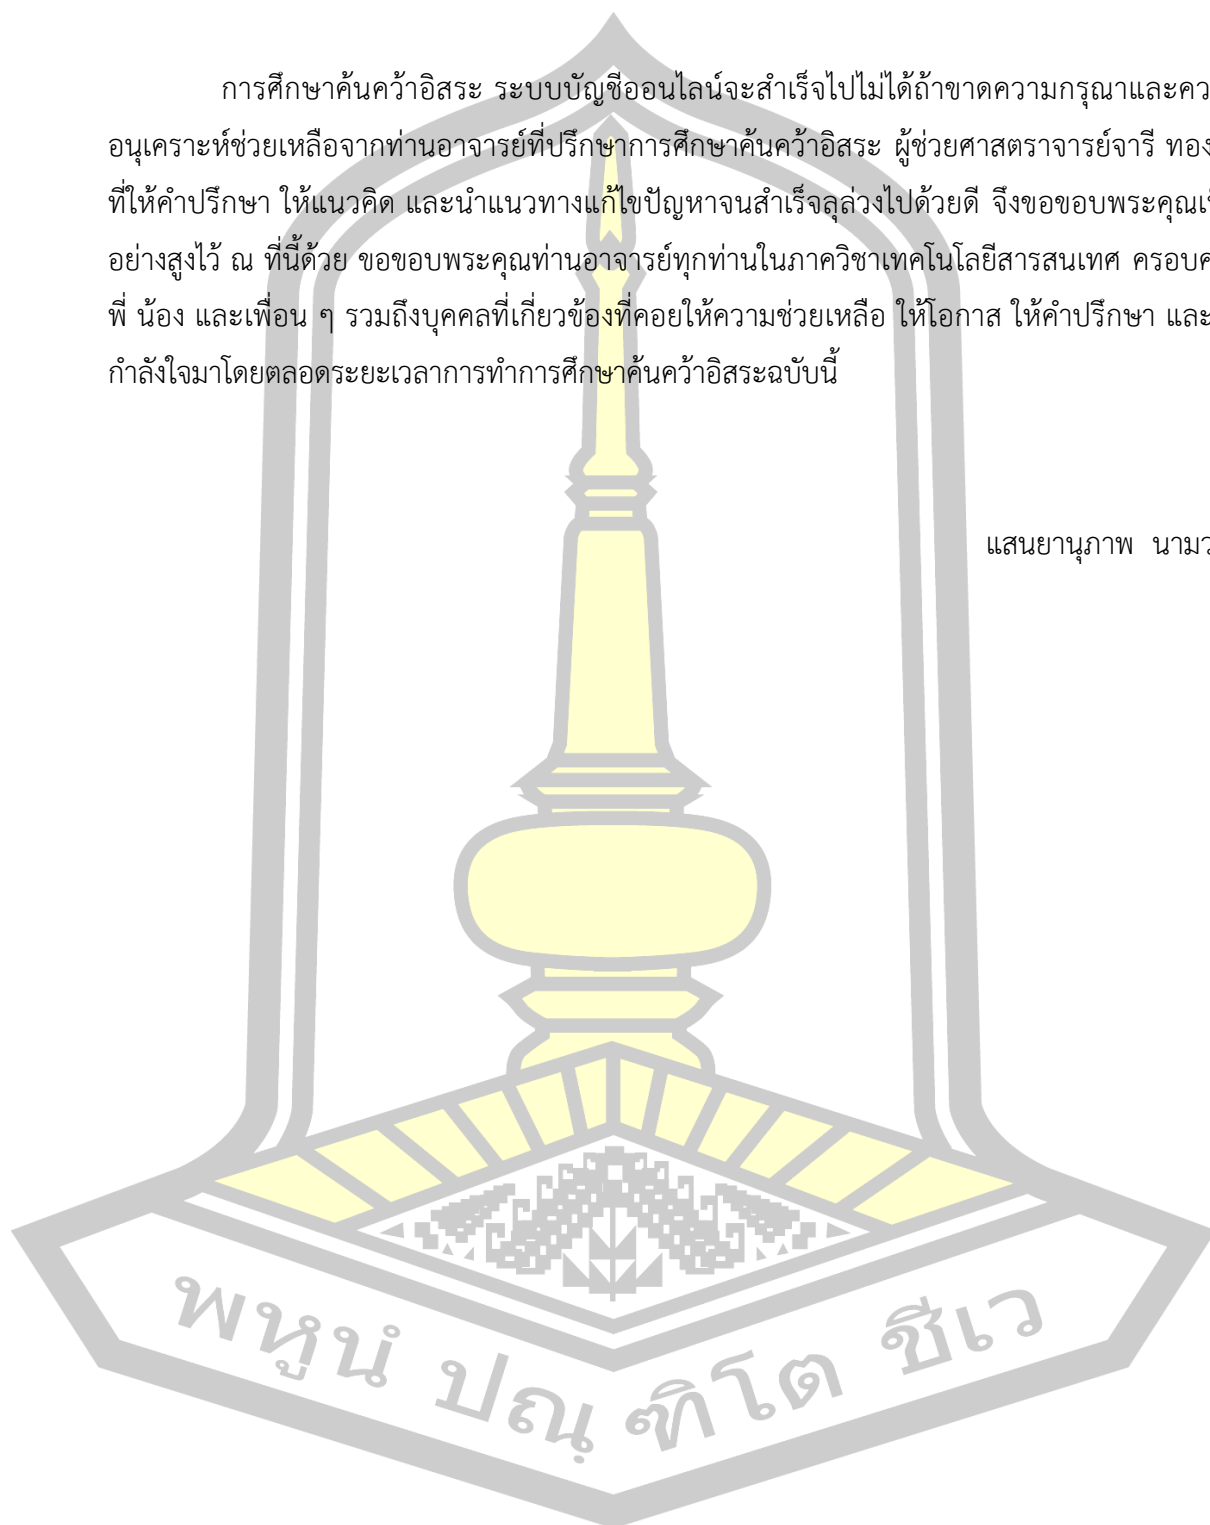 การศึกษาค้นคว้าอิสระ ระบบบัญชีออนไลน์จะสำเร็จไปไม่ได้ถ้าขาดความกรุณาและคว
อนุเคราะห์ช่วยเหลือจากท่านอาจารย์ที่ปรึกษาการศึกษาค้นคว้าอิสระ ผู้ช่วยศาสตราจารย์จารี ทอง
ที่ให้คำปรึกษา ให้แนวคิด และนำแนวทางแก้ไขปัญหาจนสำเร็จลุล่วงไปด้วยดี จึงขอขอบพระคุณเ
อย่างสูงไว้ ณ ที่นี้ด้วย ขอขอบพระคุณท่านอาจารย์ทุกท่านในภาควิชาเทคโนโลยีสารสนเทศ ครอบค
พี่ น้อง และเพื่อน ๆ รวมถึงบุคคลที่เกี่ยวข้องที่คอยให้ความช่วยเหลือ ให้โอกาส ให้คำปรึกษา และ
กำลังใจมาโดยตลอดระยะเวลาการทำการศึกษาค้นคว้าอิสระฉบับนี้
แสนยานุภาพ นามว
พหูนํ ปณฺฑิโต ชีเว